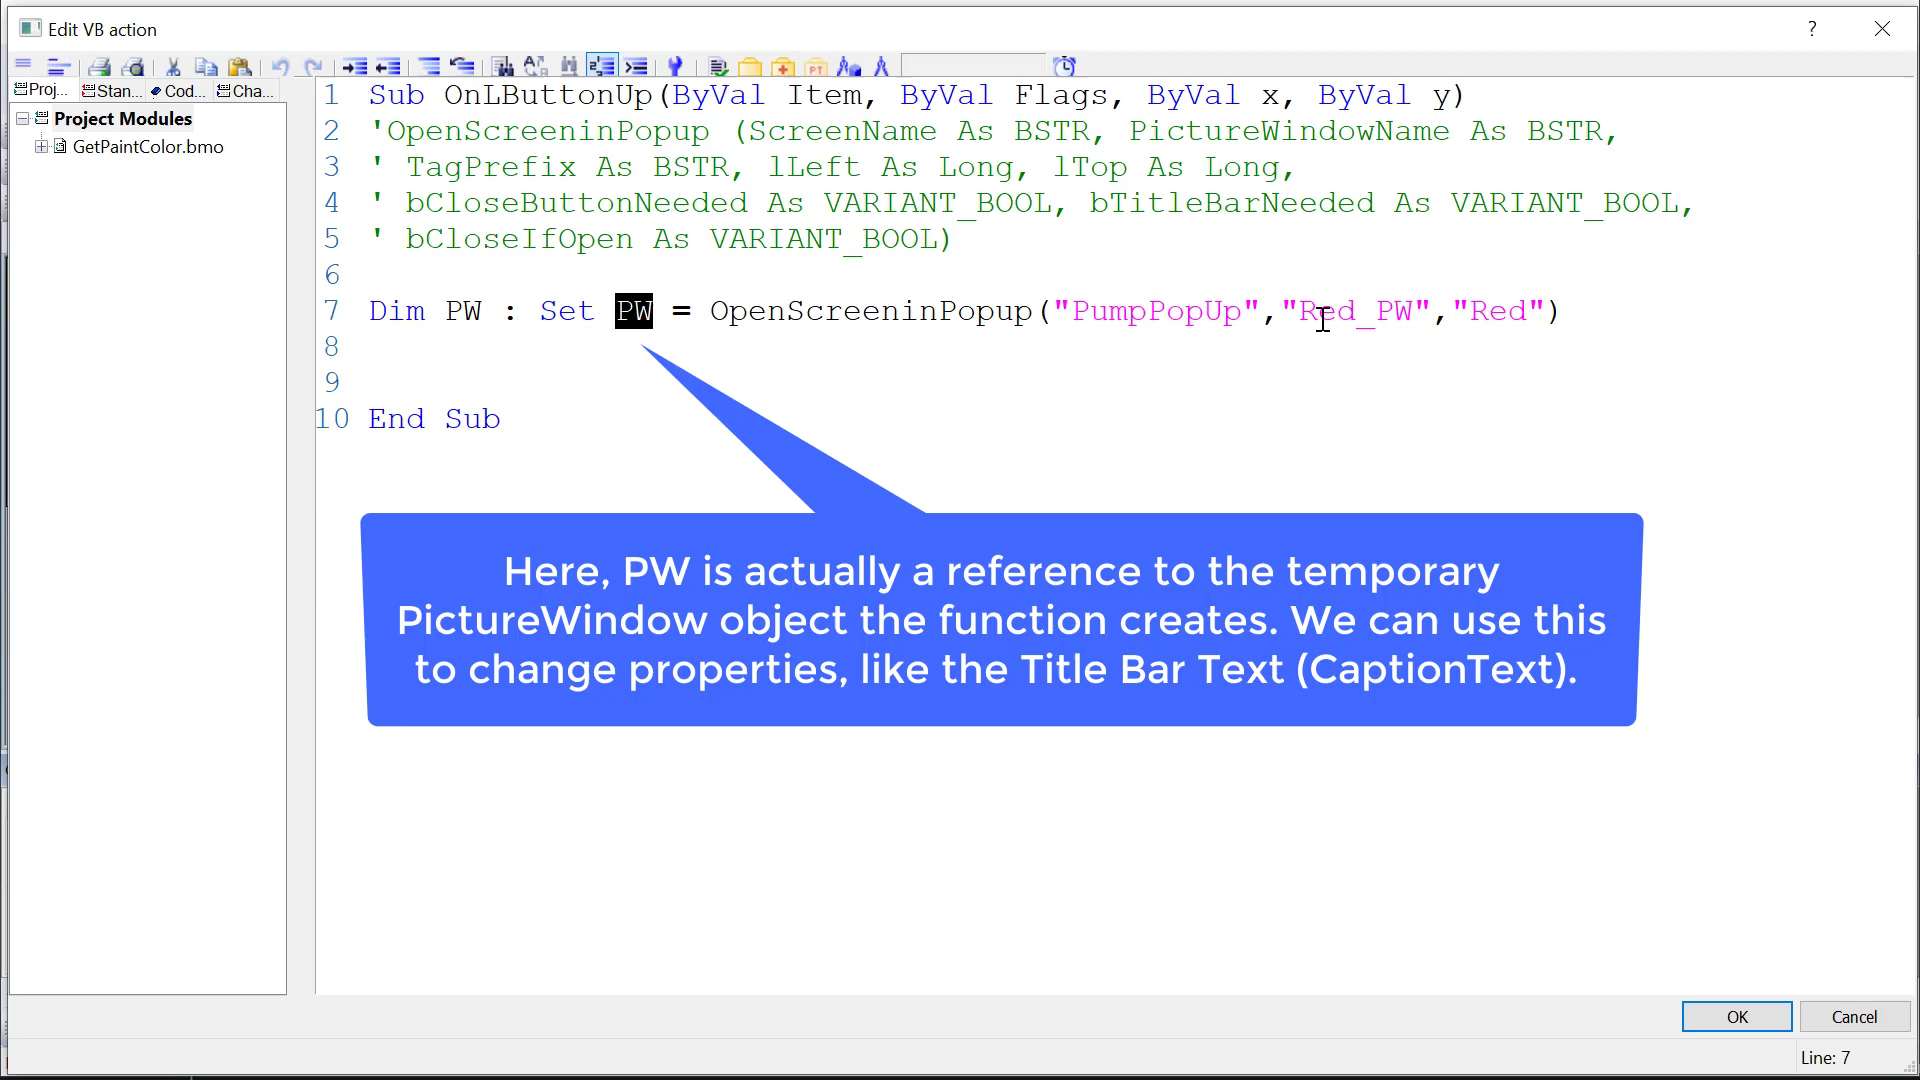 Edit VB action
?
Proj... Stan... Cod... Cha...
Project Modules
GetPaintColor.bmo
1 Sub OnLButtonUp(ByVal Item, ByVal Flags, ByVal x, ByVal y)
2 'OpenScreeninPopup (ScreenName As BSTR, PictureWindowName As BSTR,
3 ' TagPrefix As BSTR, lLeft As Long, lTop As Long,
4 ' bCloseButtonNeeded As VARIANT_BOOL, bTitleBarNeeded As VARIANT_BOOL,
5 ' bCloseIfOpen As VARIANT_BOOL)
6
7 Dim PW : Set PW = OpenScreeninPopup("PumpPopUp","Red_PW","Red")
8
9
10 End Sub
Here, PW is actually a reference to the temporary
PictureWindow object the function creates. We can use this
to change properties, like the Title Bar Text (CaptionText).
OK Cancel
Line: 7